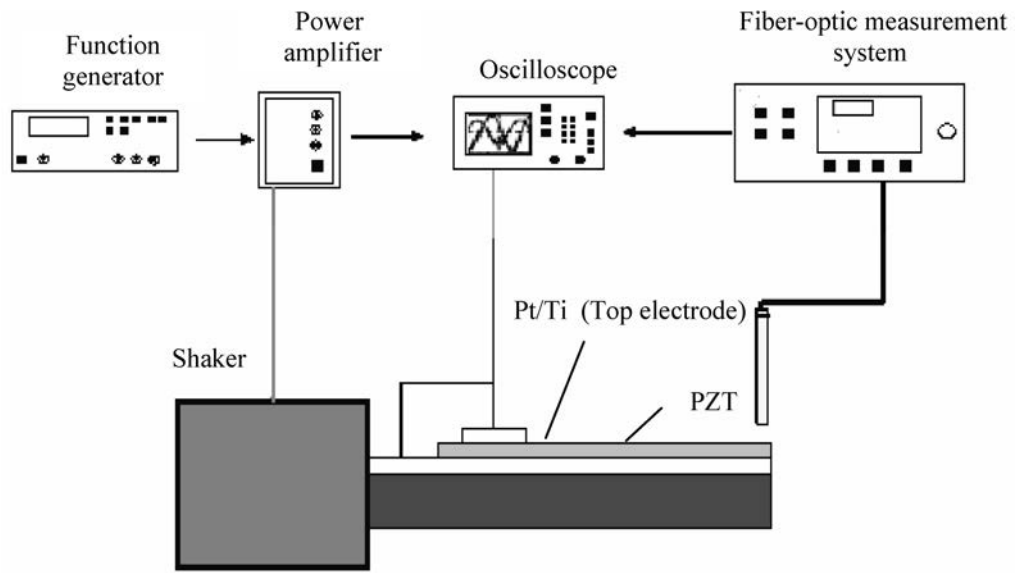 Function
generator
Power
amplifier
Oscilloscope
Fiber-optic measurement
system
Pt/Ti (Top electrode)
Shaker
PZT